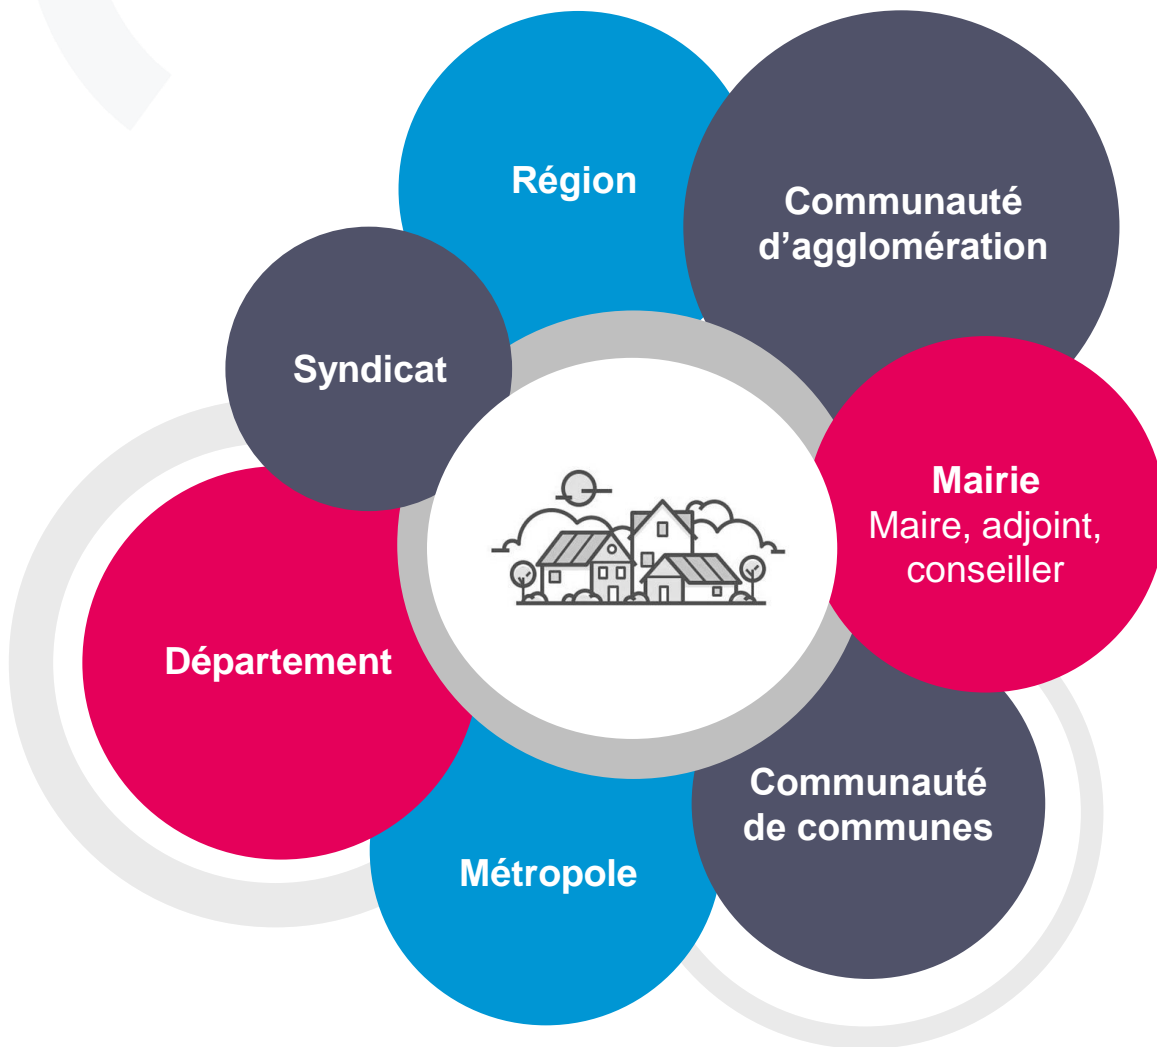 Région
Communauté
d’agglomération
Syndicat
Mairie
Maire, adjoint,
conseiller
Département
Communauté
de communes
Métropole